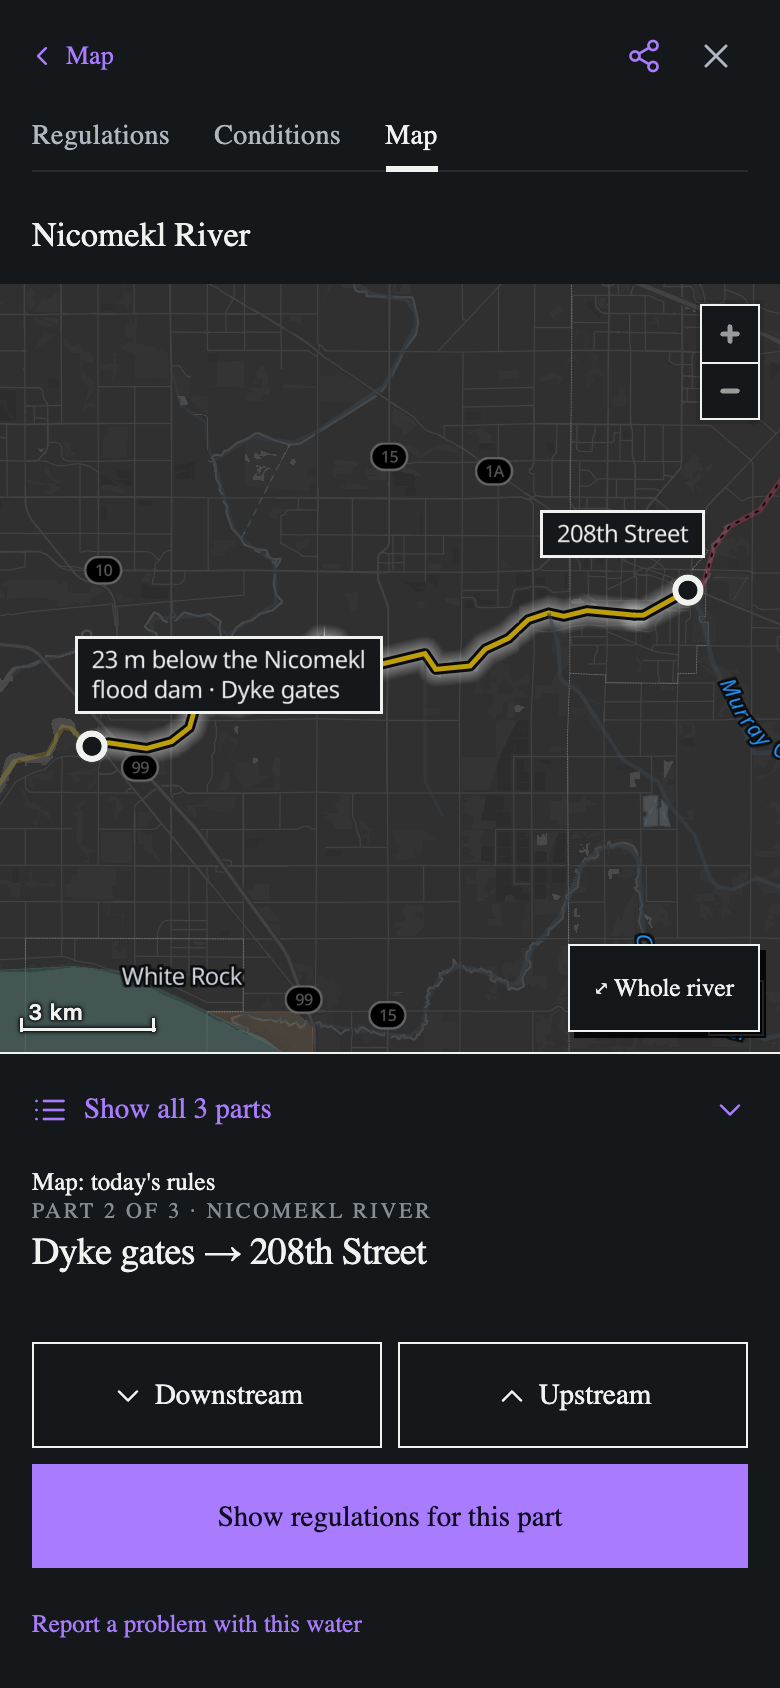 Map
Regulations
Conditions
Map
Nicomekl River
+
−
15
1A
208th Street
10
23 m below the Nicomekl
flood dam · Dyke gates
99
Murray
White Rock
3 km
99
15
Whole river
Show all 3 parts
Map: today's rules
PART 2 OF 3 · NICOMEKL RIVER
Dyke gates → 208th Street
Downstream
Upstream
Show regulations for this part
Report a problem with this water